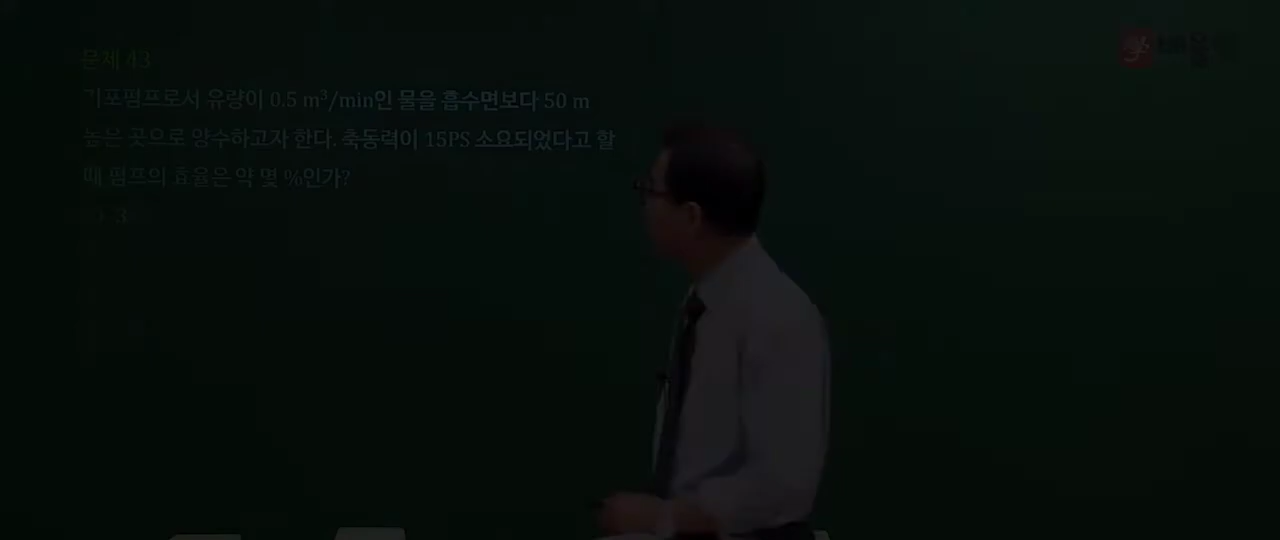 문제 43
기포펌프로서 유량이 0.5 m³/min인 물을 흡수면보다 50 m
높은 곳으로 양수하고자 한다. 축동력이 15PS 소요되었다고 할
때 펌프의 효율은 약 몇 %인가?